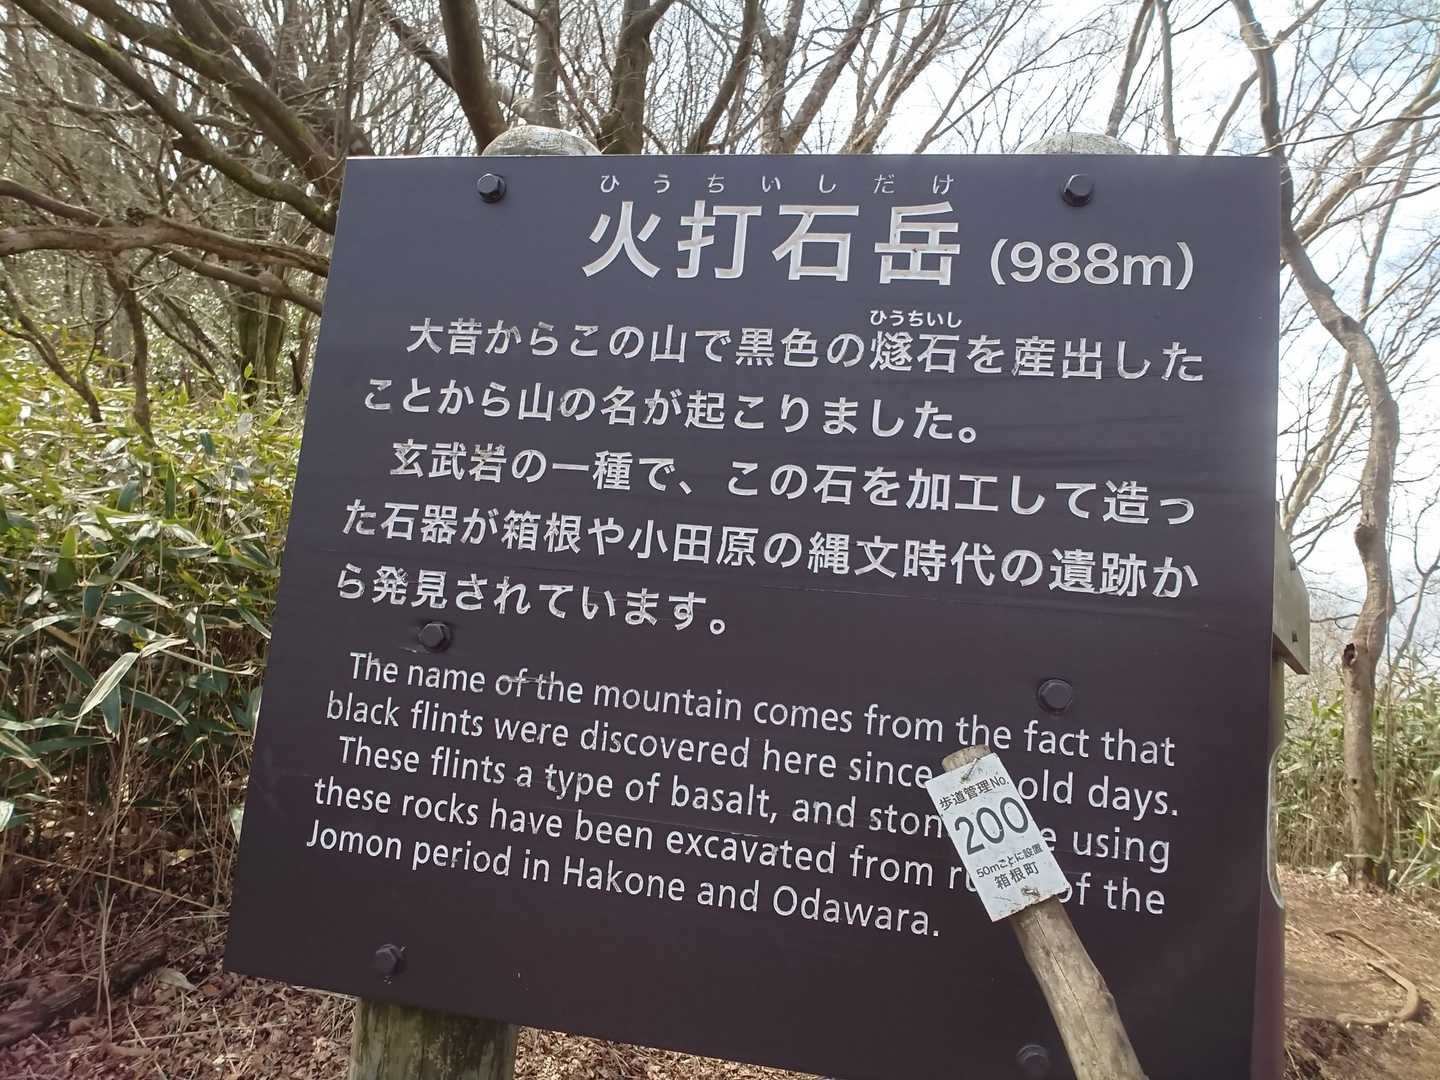 ひうちいしだけ
火打石岳(988m)
ひうちいし
大昔からこの山で黒色の燧石を産出した
ことから山の名が起こりました。
玄武岩の一種で、この石を加工して造っ
た石器が箱根や小田原の縄文時代の遺跡か
ら発見されています。
The name of the mountain comes from the fact that
black flints were discovered here since old days.
These flints a type of basalt, and using
these rocks have been excavated from of the
Jomon period in Hakone and Odawara.
歩道管理No.
200
50mごとに設置
箱根町